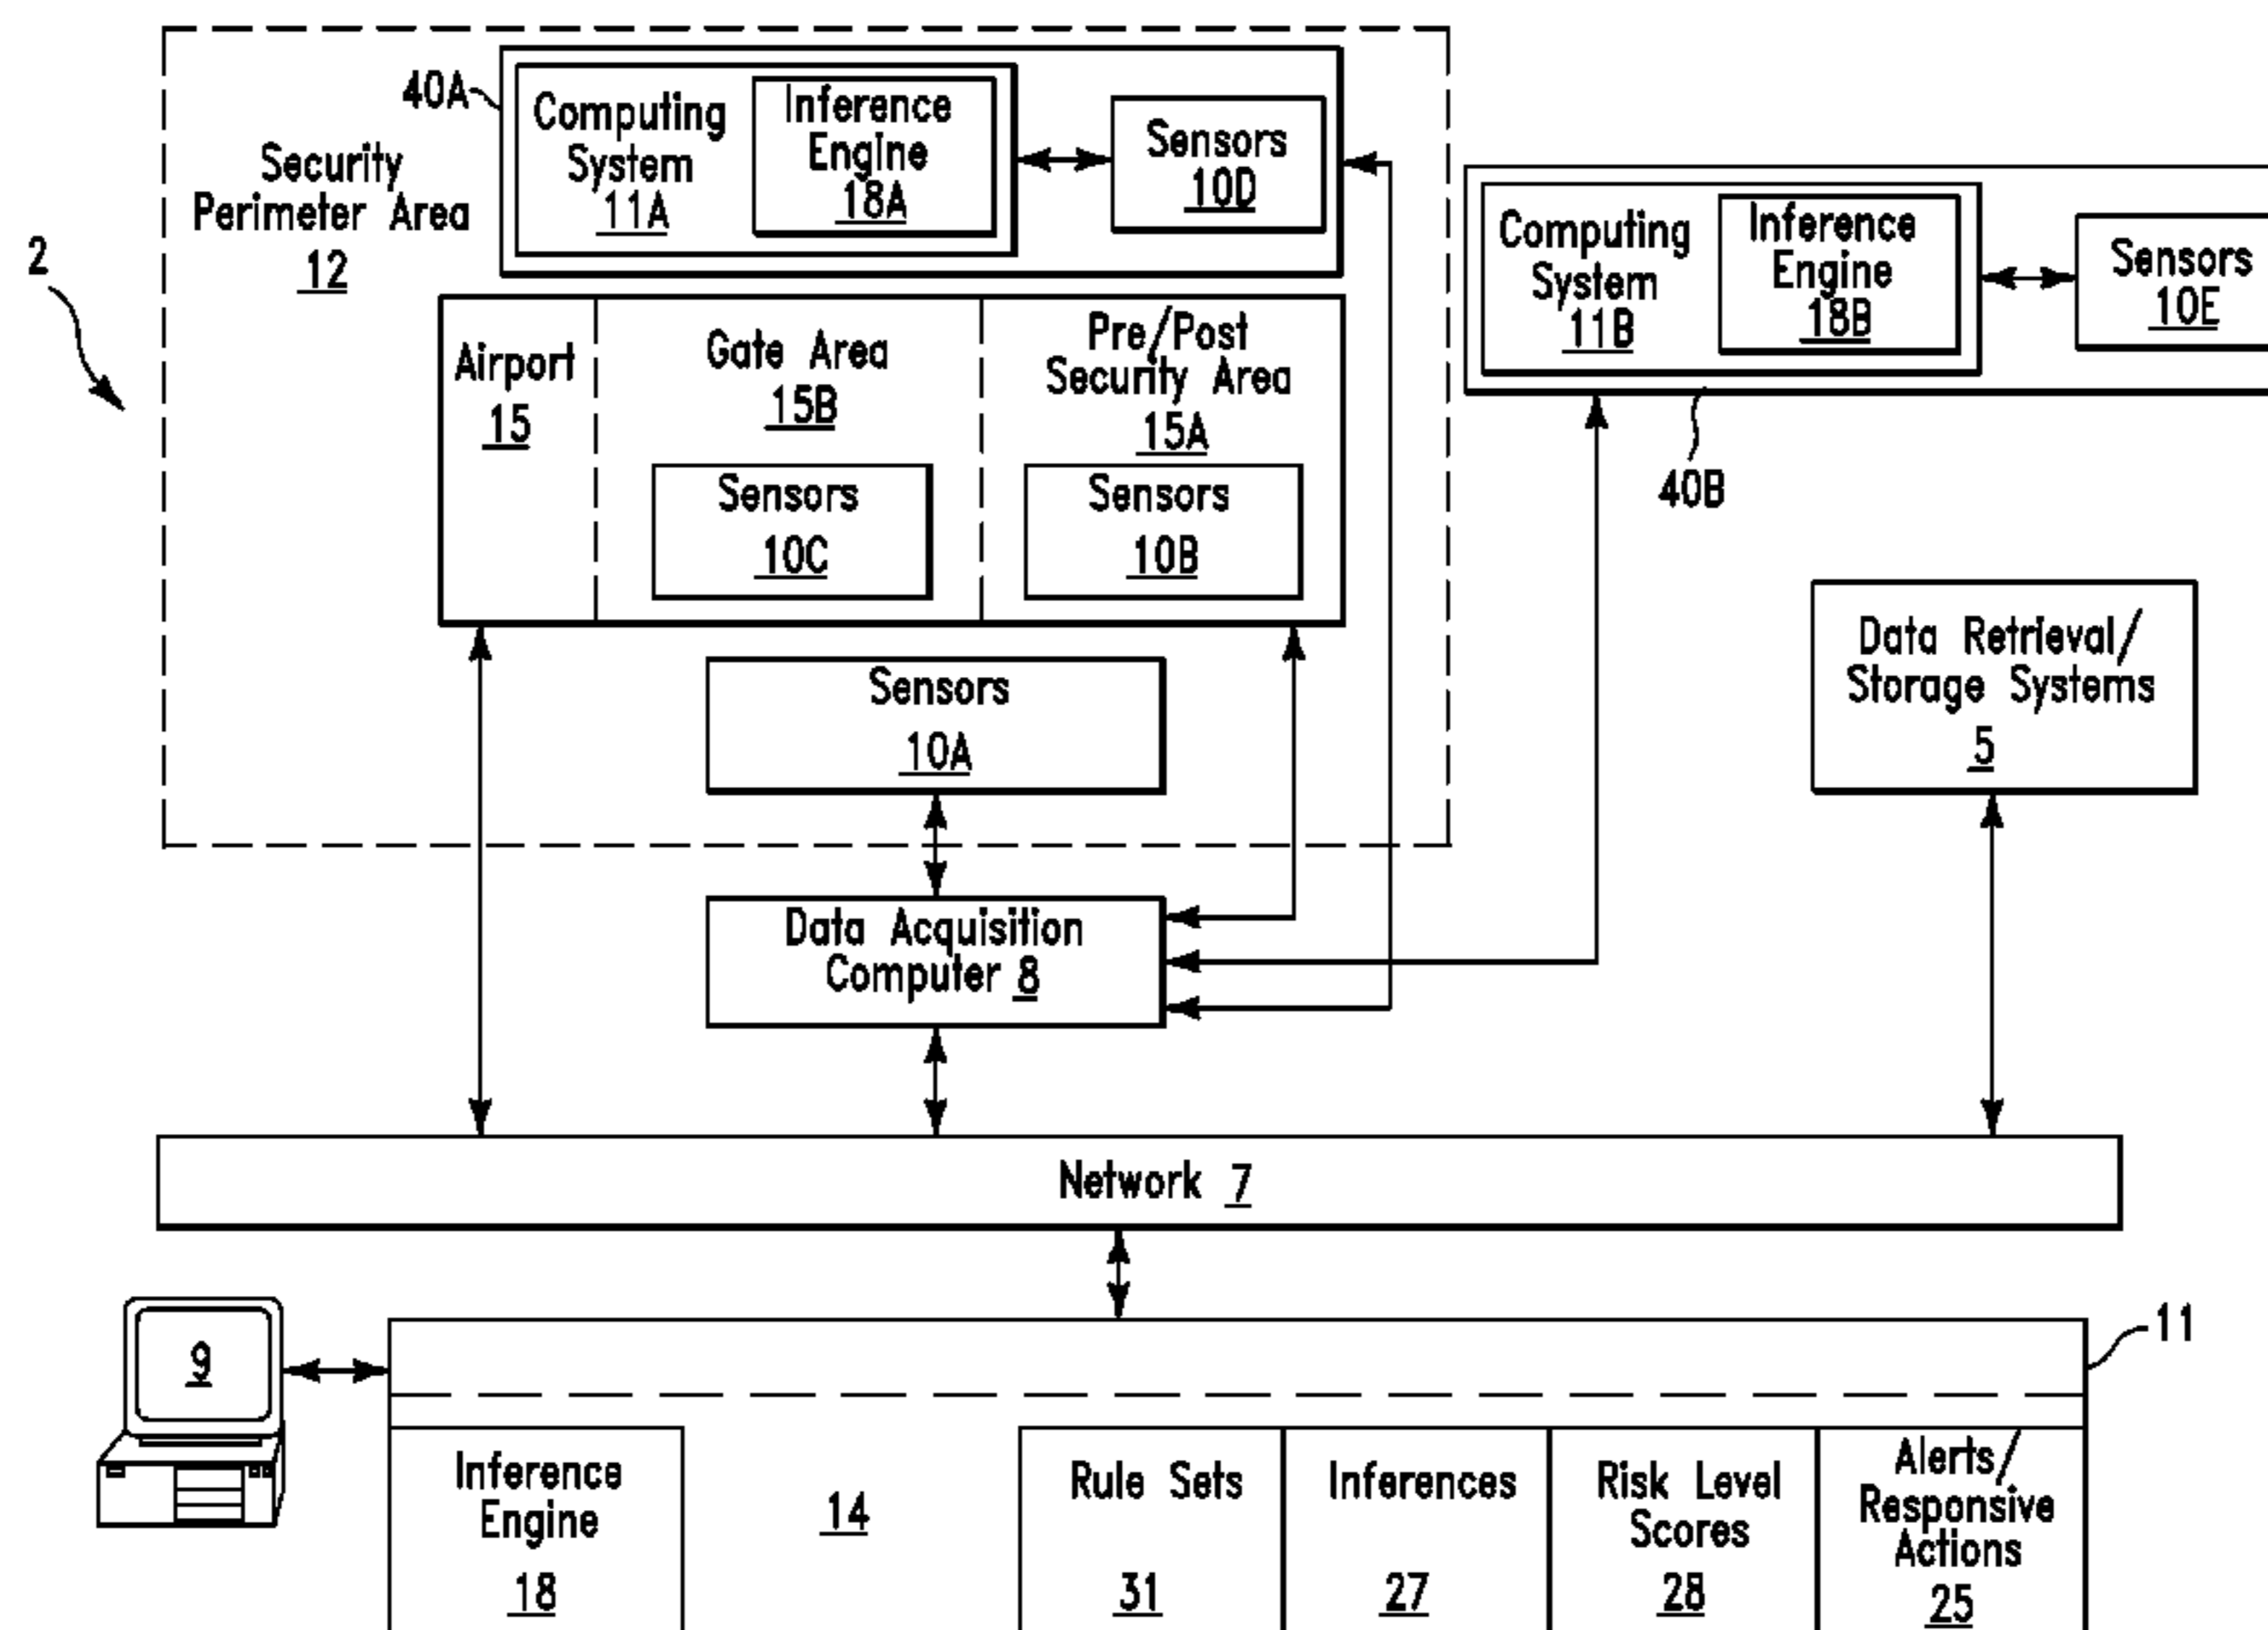 2
Security
Perimeter Area
12
40A
Computing
System
11A
Inference
Engine
18A
Sensors
10D
Computing
System
11B
Inference
Engine
18B
Sensors
10E
40B
Airport
15
Gate Area
15B
Sensors
10C
Pre/Post
Security Area
15A
Sensors
10B
Sensors
10A
Data Retrieval/
Storage Systems
5
Data Acquisition
Computer 8
Network 7
9
11
Inference
Engine
18
14
Rule Sets
31
Inferences
27
Risk Level
Scores
28
Alerts/
Responsive
Actions
25